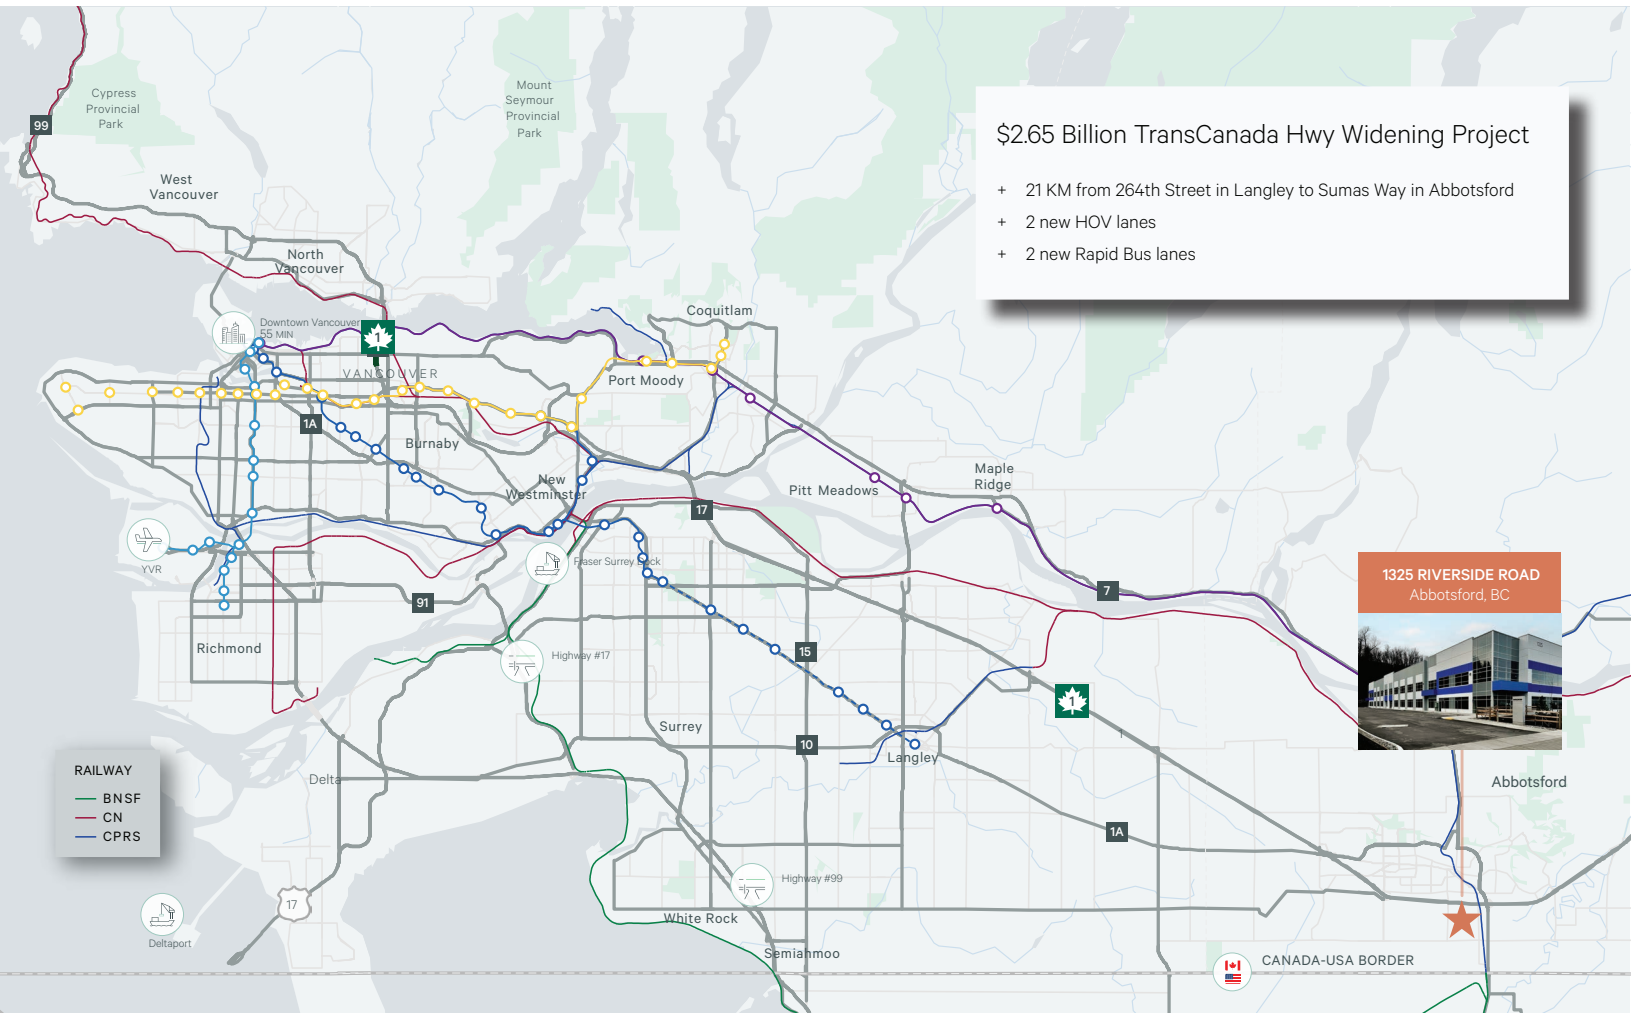 Cypress
Provincial
Park
Mount
Seymour
Provincial
Park
99
West
Vancouver
North
Vancouver
$2.65 Billion TransCanada Hwy Widening Project
+ 21 KM from 264th Street in Langley to Sumas Way in Abbotsford
+ 2 new HOV lanes
+ 2 new Rapid Bus lanes
Downtown Vancouver
55 MIN
1
VANCOUVER
Coquitlam
Port Moody
1A
Burnaby
New
Westminster
Pitt Meadows
Maple
Ridge
17
YVR
Fraser Surrey Dock
91
7
1325 RIVERSIDE ROAD
Abbotsford, BC
Richmond
Highway #17
15
1
Surrey
10
Langley
Delta
Abbotsford
RAILWAY
BNSF
CN
CPRS
1A
Highway #99
17
White Rock
Deltaport
Semiahmoo
CANADA-USA BORDER